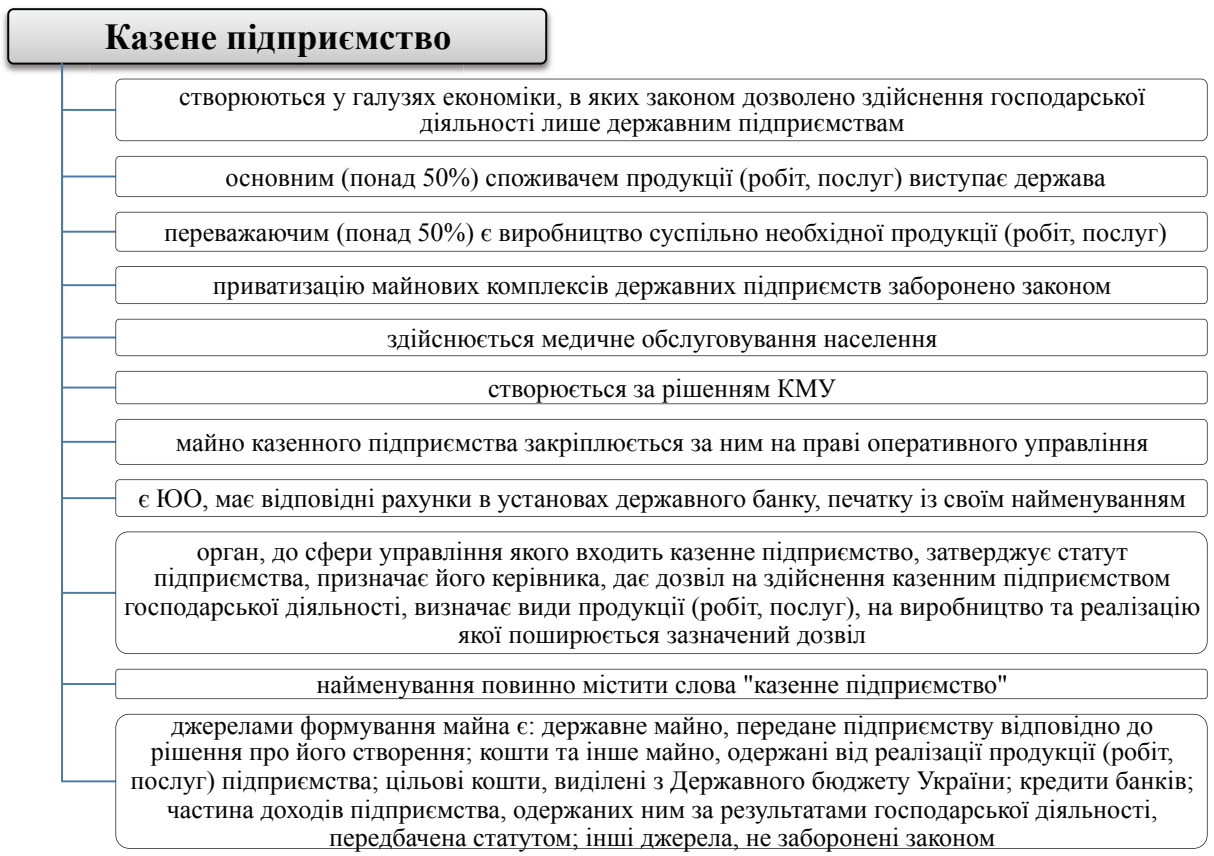 Казене підприємство
створюються у галузях економіки, в яких законом дозволено здійснення господарської
діяльності лише державним підприємствам
основним (понад 50%) споживачем продукції (робіт, послуг) виступає держава
переважаючим (понад 50%) є виробництво суспільно необхідної продукції (робіт, послуг)
приватизацію майнових комплексів державних підприємств заборонено законом
здійснюється медичне обслуговування населення
створюється за рішенням КМУ
майно казенного підприємства закріплюється за ним на праві оперативного управління
є ЮО, має відповідні рахунки в установах державного банку, печатку із своїм найменуванням
орган, до сфери управління якого входить казенне підприємство, затверджує статут
підприємства, призначає його керівника, дає дозвіл на здійснення казенним підприємством
господарської діяльності, визначає види продукції (робіт, послуг), на виробництво та реалізацію
якої поширюється зазначений дозвіл
найменування повинно містити слова "казенне підприємство"
джерелами формування майна є: державне майно, передане підприємству відповідно до
рішення про його створення; кошти та інше майно, одержані від реалізації продукції (робіт,
послуг) підприємства; цільові кошти, виділені з Державного бюджету України; кредити банків;
частина доходів підприємства, одержаних ним за результатами господарської діяльності,
передбачена статутом; інші джерела, не заборонені законом